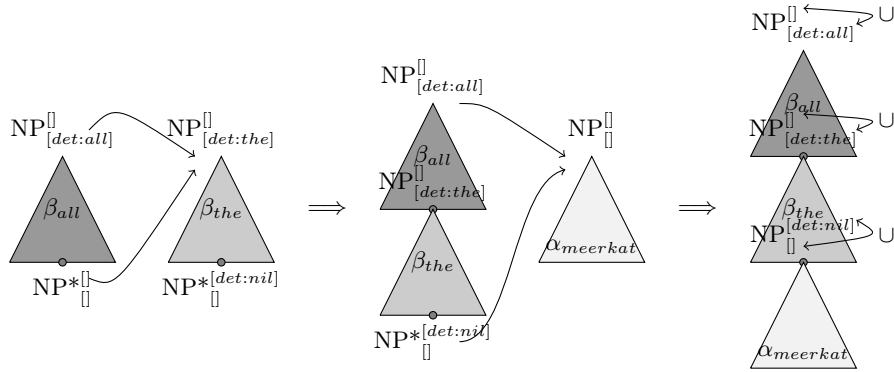 NP[]
[det:all]
NP[]
[det:the]
β_all
β_the
NP*[]
[]
NP*[det:nil]
[]
⟹
NP[]
[det:all]
β_all
NP[]
[det:the]
β_the
NP*[det:nil]
[]
NP[]
[]
α_meerkat
⟹
NP[]
[det:all]
∪
β_all
NP[]
[det:the]
∪
β_the
NP[det:nil]
[]
∪
α_meerkat